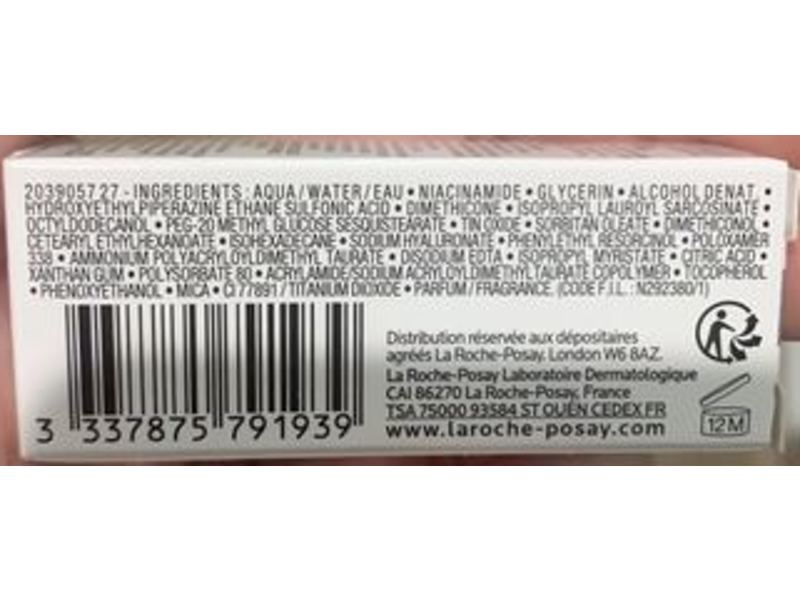 203905727 - INGREDIENTS : AQUA / WATER / EAU • NIACINAMIDE • GLYCERIN • ALCOHOL DENAT. •
HYDROXYETHYLPIPERAZINE ETHANE SULFONIC ACID • DIMETHICONE • ISOPROPYL LAUROYL SARCOSINATE •
OCTYLDODECANOL • PEG-20 METHYL GLUCOSE SESQUISTEARATE • TIN OXIDE • SORBITAN OLEATE • DIMETHICONOL •
CETEARYL ETHYLHEXANOATE • ISOHEXADECANE • SODIUM HYALURONATE • PHENYLETHYL RESORCINOL • POLOXAMER
338 • AMMONIUM POLYACRYLOYLDIMETHYL TAURATE • DISODIUM EDTA • ISOPROPYL MYRISTATE • CITRIC ACID •
XANTHAN GUM • POLYSORBATE 80 • ACRYLAMIDE/SODIUM ACRYLOYLDIMETHYLTAURATE COPOLYMER • TOCOPHEROL
• PHENOXYETHANOL • MICA • CI 77891 / TITANIUM DIOXIDE • PARFUM / FRAGRANCE. (CODE F.I.L. : N292380/1)
Distribution réservée aux dépositaires
agréés La Roche-Posay. London W6 8AZ.
La Roche-Posay Laboratoire Dermatologique
CAI 86270 La Roche-Posay, France
TSA 75000 93584 ST OUEN CEDEX FR
www.laroche-posay.com
12M
3 337875 791939